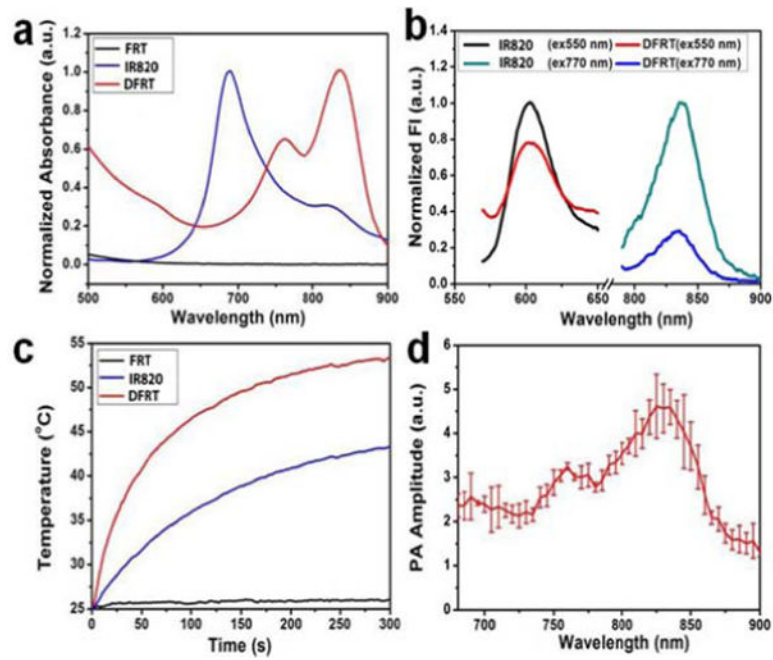 a
FRT
IR820
DFRT
Normalized Absorbance (a.u.)
1.2
1.0
0.8
0.6
0.4
0.2
0.0
500
600
700
800
900
Wavelength (nm)
b
IR820 (ex550 nm) DFRT(ex550 nm)
IR820 (ex770 nm) DFRT(ex770 nm)
Normalized FI (a.u.)
1.4
1.2
1.0
0.8
0.6
0.4
0.2
0.0
550
600
650
800
850
900
Wavelength (nm)
c
FRT
IR820
DFRT
Temperature (°C)
55
50
45
40
35
30
25
0
50
100
150
200
250
300
Time (s)
d
PA Amplitude (a.u.)
6
5
4
3
2
1
0
700
750
800
850
900
Wavelength (nm)